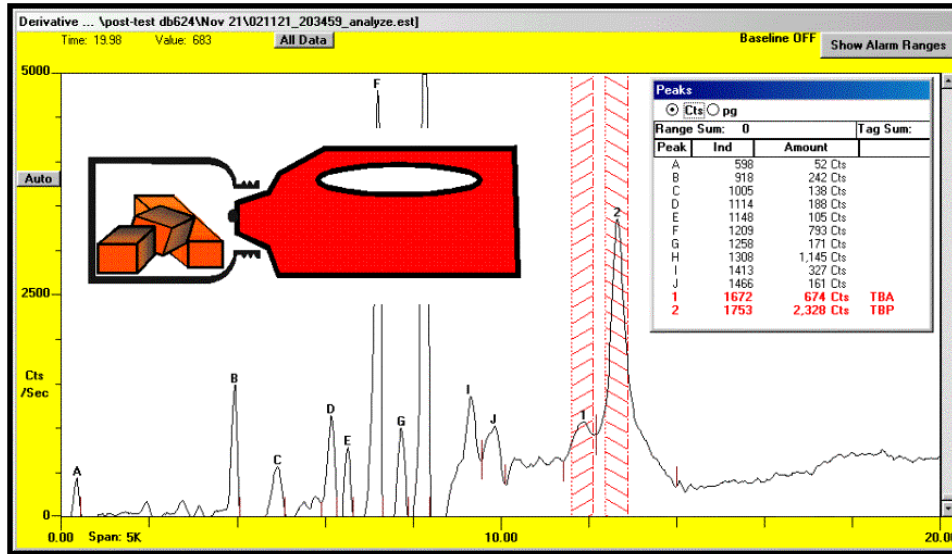 Derivative ... \post-test db624\Nov 21\021121_203459_analyze.est]
Time: 19.98 Value: 683 All Data Baseline OFF Show Alarm Ranges
5000
F
Peaks
Cts pg
Range Sum: 0 Tag Sum:
Peak Ind Amount
A 598 52 Cts
B 918 242 Cts
C 1005 138 Cts
D 1114 188 Cts
E 1148 105 Cts
F 1209 793 Cts
G 1258 171 Cts
H 1308 1,145 Cts
I 1413 327 Cts
J 1466 161 Cts
1 1672 674 Cts TBA
2 1753 2,328 Cts TBP
Auto
2
2500
Cts
/Sec
B
I
D
G
J
1
E
C
A
0
0.00 Span: 5K 10.00 20.00